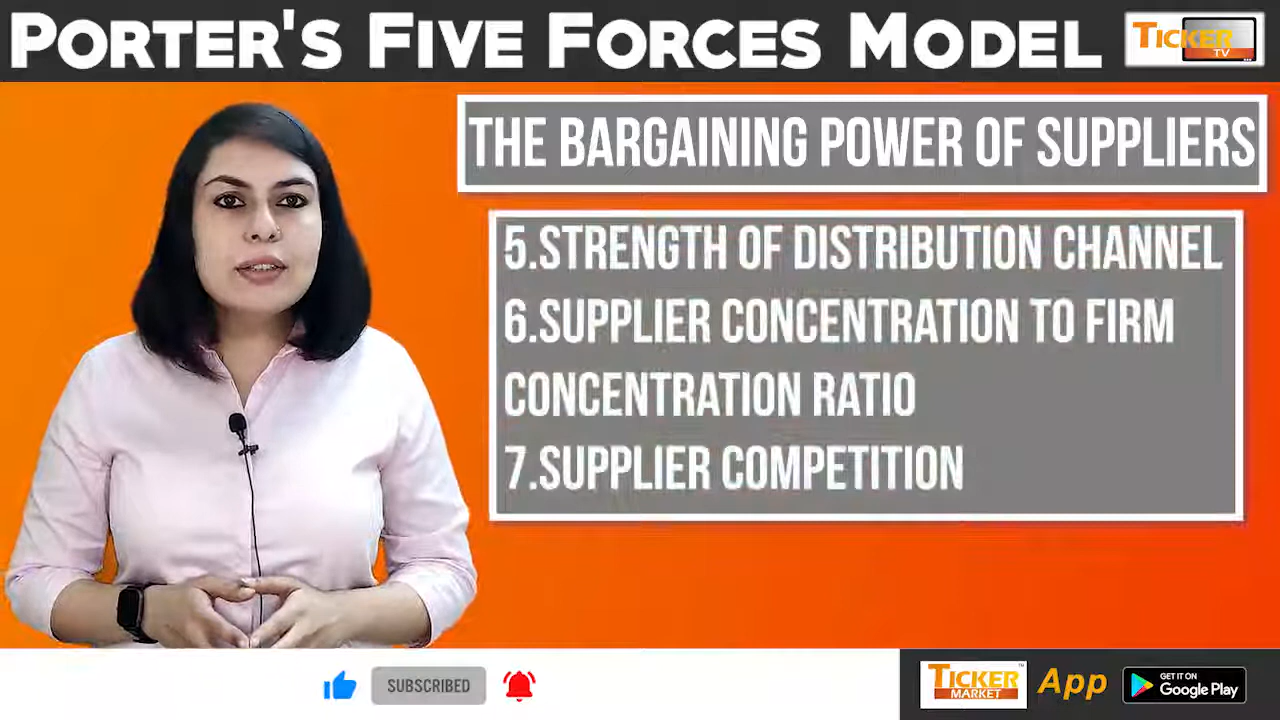 PORTER'S FIVE FORCES MODEL
TICKER
TV
THE BARGAINING POWER OF SUPPLIERS
5.STRENGTH OF DISTRIBUTION CHANNEL
6.SUPPLIER CONCENTRATION TO FIRM
CONCENTRATION RATIO
7.SUPPLIER COMPETITION
SUBSCRIBED
TICKER
MARKET
App
GET IT ON
Google Play